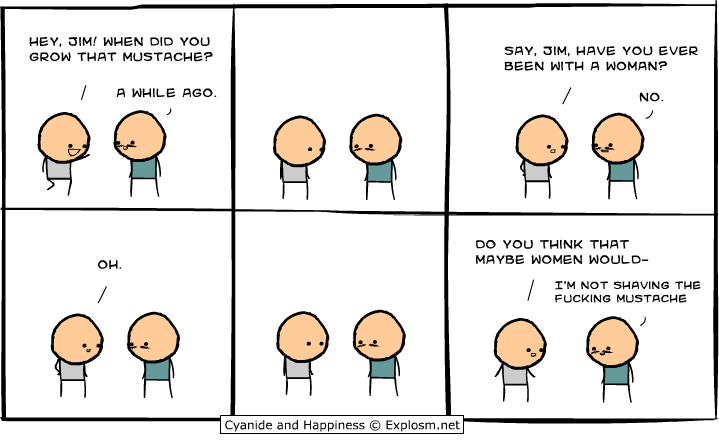 HEY, JIM! WHEN DID YOU
GROW THAT MUSTACHE?
A WHILE AGO.
SAY, JIM, HAVE YOU EVER
BEEN WITH A WOMAN?
NO.
OH.
DO YOU THINK THAT
MAYBE WOMEN WOULD-
I'M NOT SHAVING THE
FUCKING MUSTACHE
Cyanide and Happiness © Explosm.net